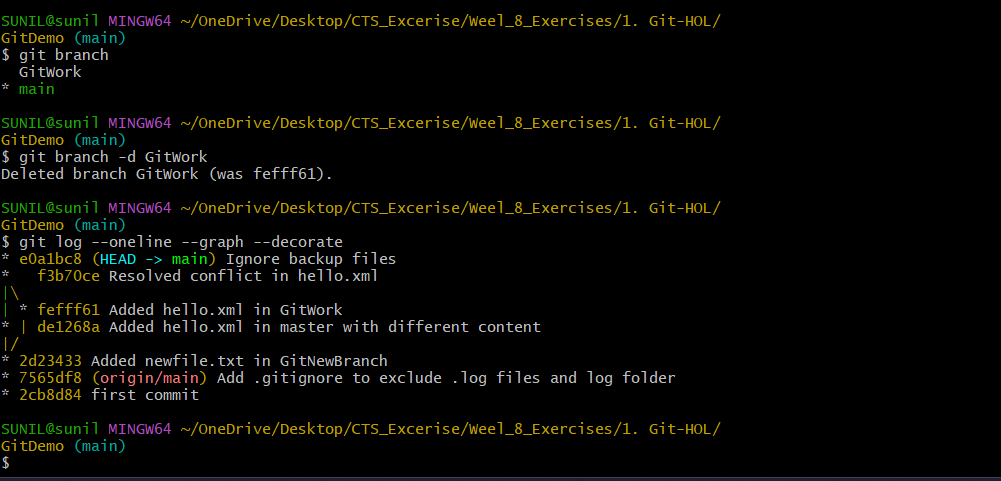 SUNIL@sunil MINGW64 ~/OneDrive/Desktop/CTS_Excerise/Weel_8_Exercises/1. Git-HOL/
GitDemo (main)
$ git branch
  GitWork
* main

SUNIL@sunil MINGW64 ~/OneDrive/Desktop/CTS_Excerise/Weel_8_Exercises/1. Git-HOL/
GitDemo (main)
$ git branch -d GitWork
Deleted branch GitWork (was fefff61).

SUNIL@sunil MINGW64 ~/OneDrive/Desktop/CTS_Excerise/Weel_8_Exercises/1. Git-HOL/
GitDemo (main)
$ git log --oneline --graph --decorate
* e0a1bc8 (HEAD -> main) Ignore backup files
*   f3b70ce Resolved conflict in hello.xml
|\
| * fefff61 Added hello.xml in GitWork
* | de1268a Added hello.xml in master with different content
|/
* 2d23433 Added newfile.txt in GitNewBranch
* 7565df8 (origin/main) Add .gitignore to exclude .log files and log folder
* 2cb8d84 first commit

SUNIL@sunil MINGW64 ~/OneDrive/Desktop/CTS_Excerise/Weel_8_Exercises/1. Git-HOL/
GitDemo (main)
$